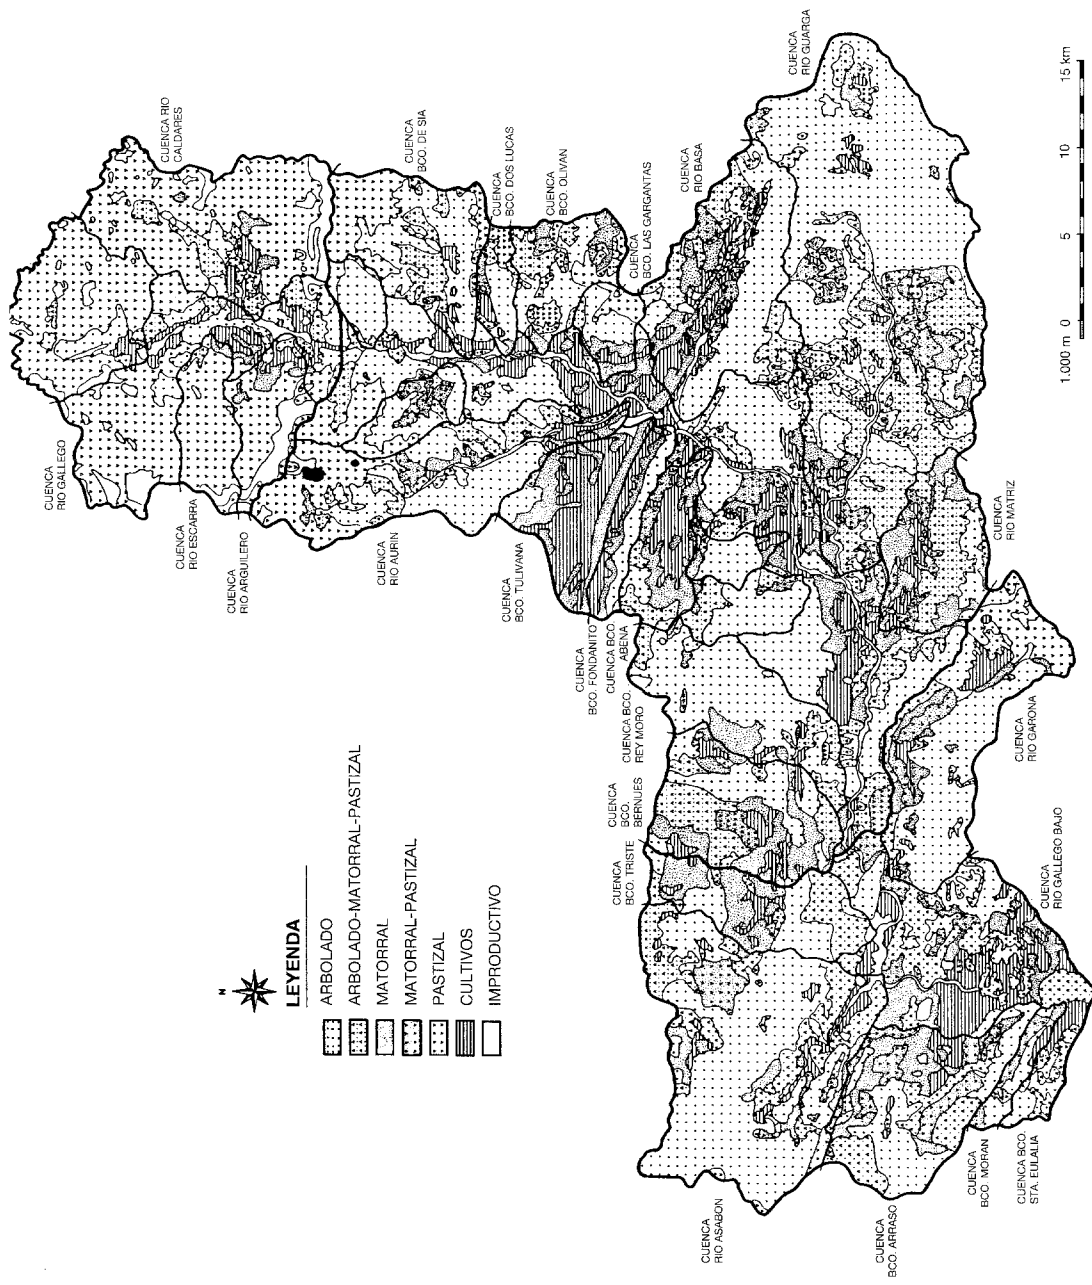 CUENCA
RIO GALLEGO
CUENCA RIO
CALDARES
CUENCA
RIO ESCARRA
CUENCA
RIO ARGUILERO
CUENCA
BCO. DE SIA
CUENCA
RIO AURIN
CUENCA
BCO. DOS LUCAS
CUENCA
BCO. OLIVAN
CUENCA
BCO. TULIVANA
CUENCA
BCO. LAS GARGANTAS
CUENCA
BCO. FONDANITO
CUENCA BCO.
ABENA
CUENCA
RIO BASA
CUENCA BCO.
REY MORO
CUENCA
RIO GUARGA
CUENCA
BCO.
BERNUES
CUENCA
BCO. TRISTE
CUENCA
RIO MATRIZ
CUENCA
RIO GARONA
CUENCA
RIO GALLEGO BAJO
CUENCA
RIO ASABON
CUENCA
BCO. ARRASO
CUENCA
BCO. MORAN
CUENCA BCO.
STA. EULALIA
N
LEYENDA
ARBOLADO
ARBOLADO-MATORRAL-PASTIZAL
MATORRAL
MATORRAL-PASTIZAL
PASTIZAL
CULTIVOS
IMPRODUCTIVO
1.000 m 0 5 10 15 km